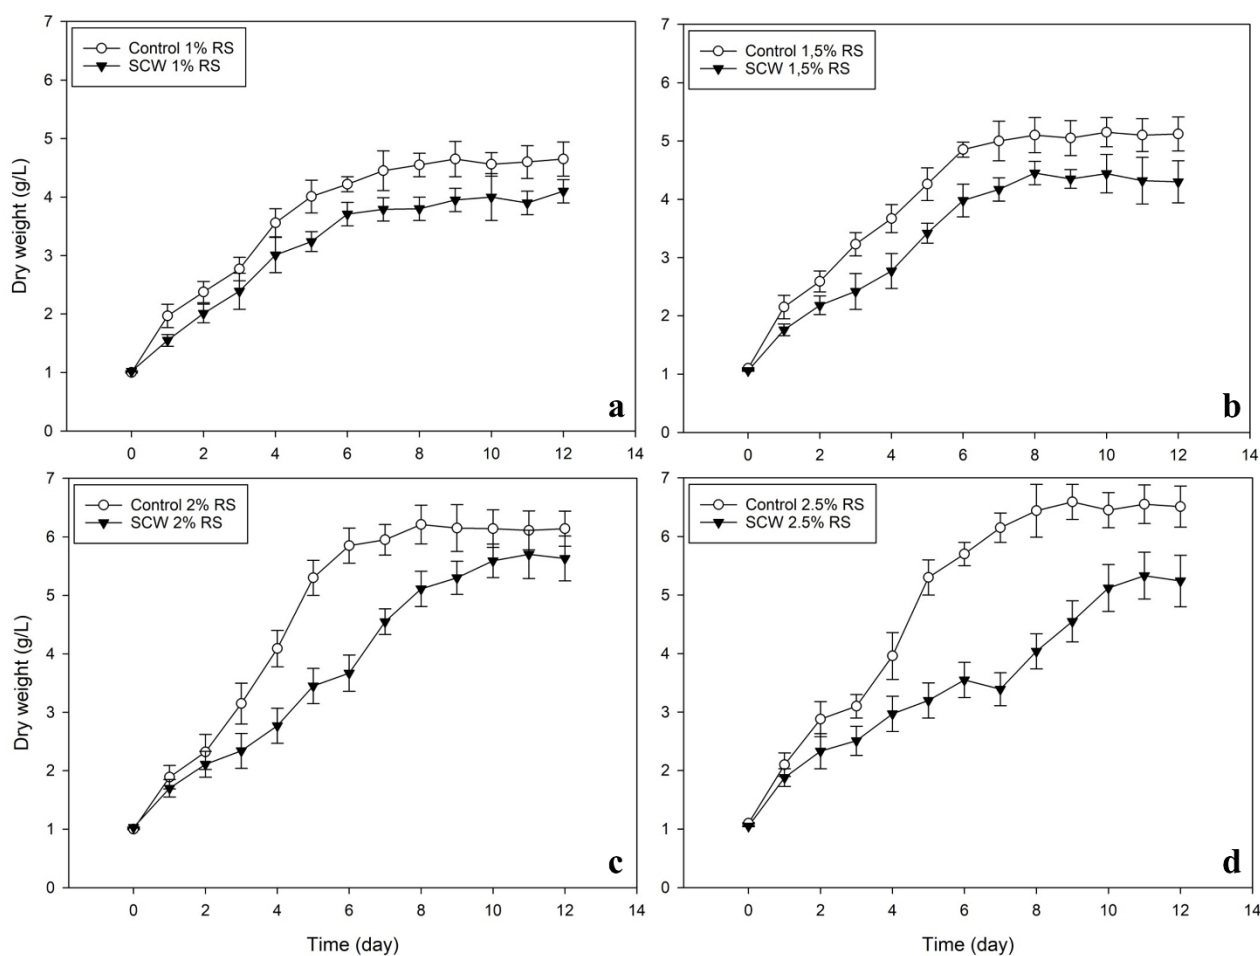 7
6
5
4
3
2
1
0
Dry weight (g/L)
Control 1% RS
SCW 1% RS
a
0 2 4 6 8 10 12 14
7
6
5
4
3
2
1
0
Control 1,5% RS
SCW 1,5% RS
b
0 2 4 6 8 10 12 14
7
6
5
4
3
2
1
0
Dry weight (g/L)
Control 2% RS
SCW 2% RS
c
0 2 4 6 8 10 12 14
Time (day)
7
6
5
4
3
2
1
0
Control 2.5% RS
SCW 2.5% RS
d
0 2 4 6 8 10 12 14
Time (day)